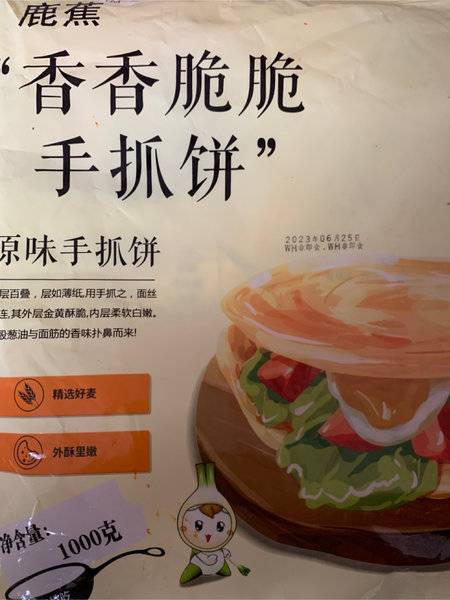 鹿蕉
“香香脆脆
手抓饼”
2023年06月25日
原味手抓饼
层百叠，层如薄纸,用手抓之，面丝
连,其外层金黄酥脆,内层柔软白嫩。
股葱油与面筋的香味扑鼻而来!
精选好麦
外酥里嫩
净含量：1000克